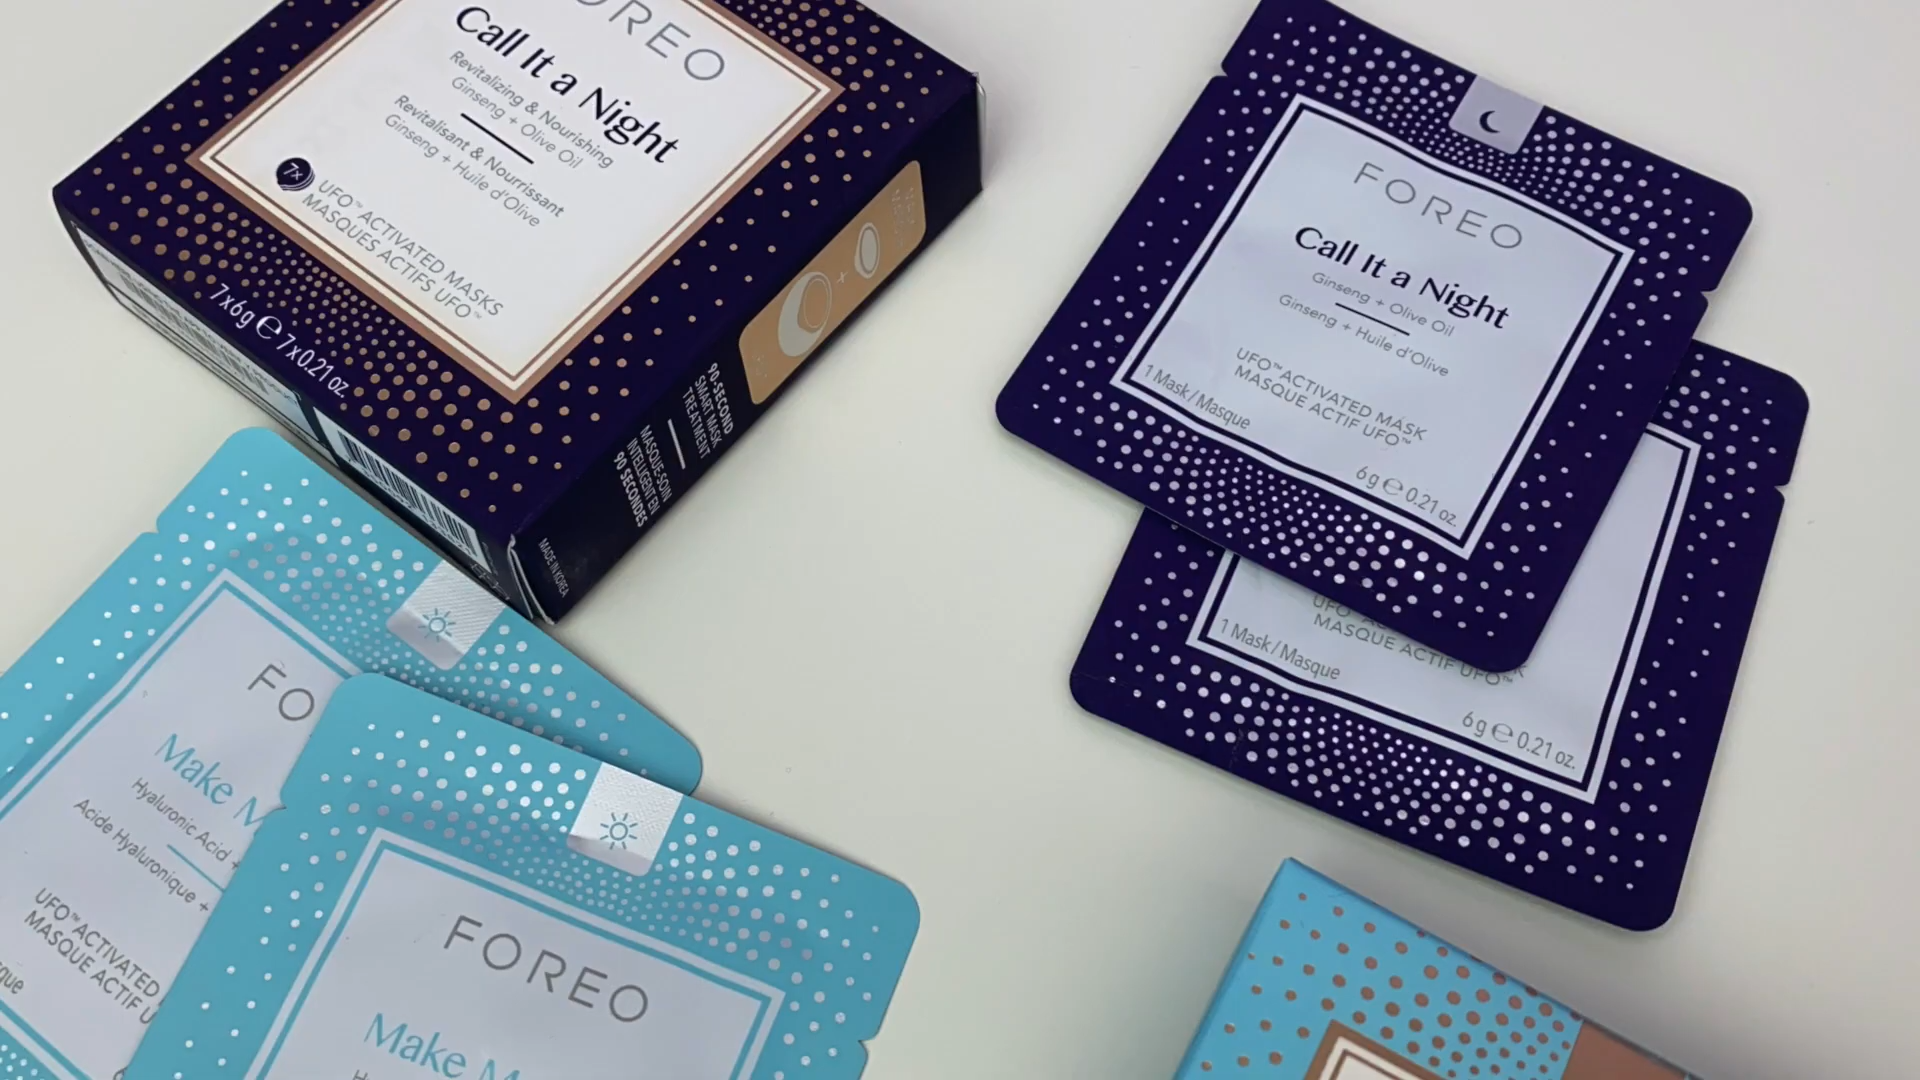 FOREO
Call It a Night
Revitalizing & Nourishing
Ginseng + Olive Oil
Revitalisant & Nourrissant
Ginseng + Huile d'Olive
7x
UFO™ ACTIVATED MASKS
MASQUES ACTIFS UFO™
7x6g ℮ 7x0.21 oz.
90-SECOND
SMART MASK
TREATMENT
MASQUE-SOIN
INTELLIGENT EN
90 SECONDES
MADE IN KOREA
FOREO
Call It a Night
Ginseng + Olive Oil
Ginseng + Huile d'Olive
UFO™ ACTIVATED MASK
MASQUE ACTIF UFO™
1 Mask / Masque
6 g ℮ 0.21 oz.
UFO
MASQUE ACTIF UFO™
1 Mask / Masque
6 g ℮ 0.21 oz.
FO
Make M
Hyaluronic Acid +
Acide Hyaluronique +
UFO™ ACTIVATED
MASQUE ACTIF U
que
FOREO
Make M